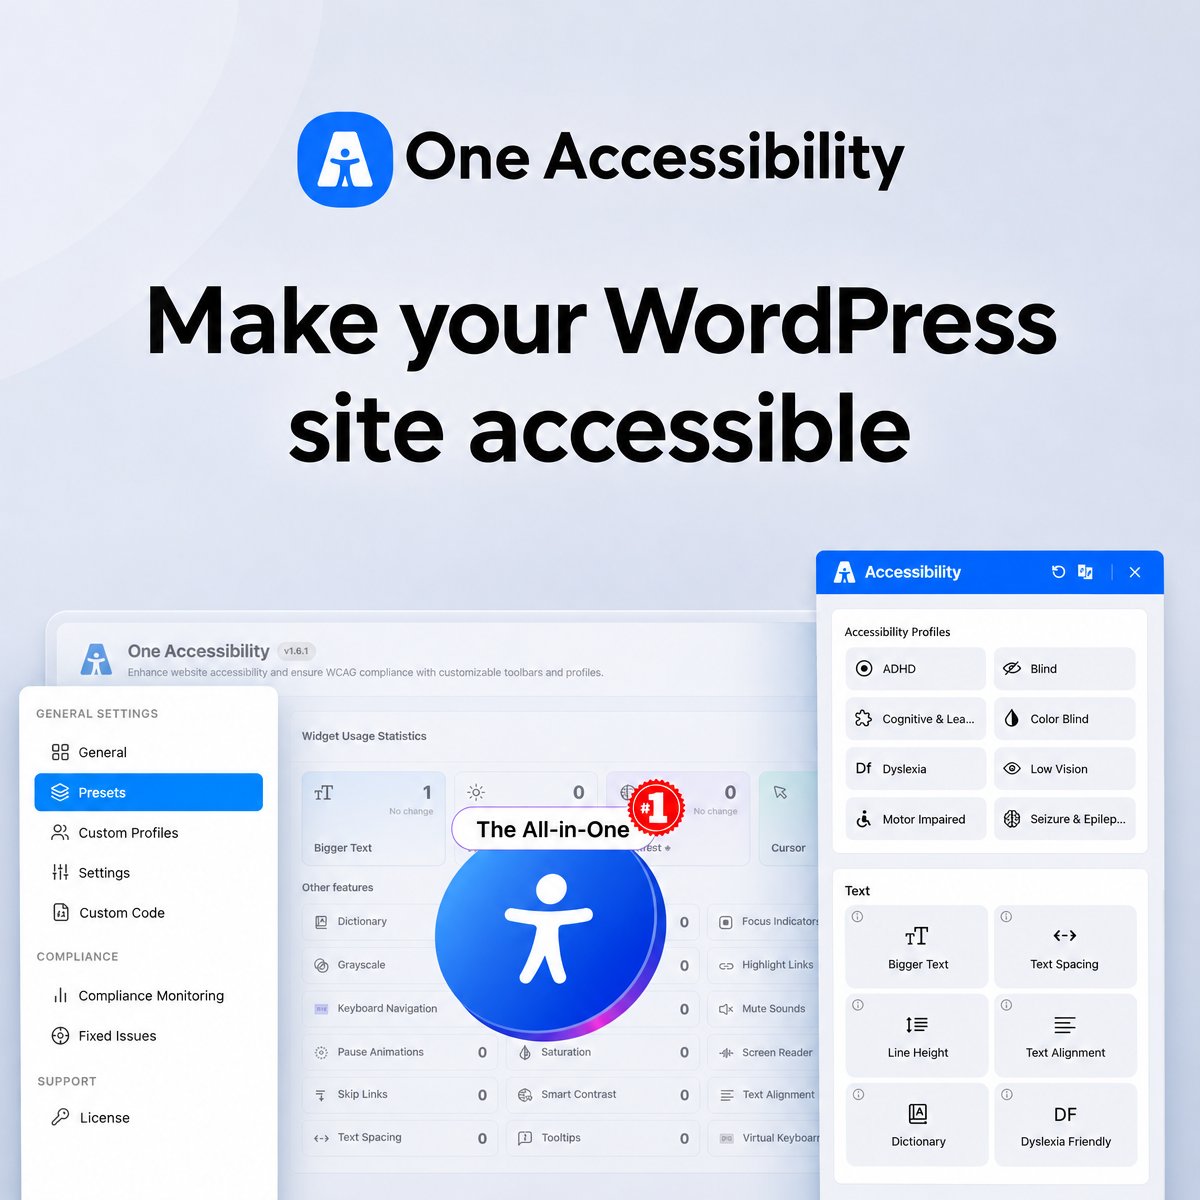 One Accessibility
Make your WordPress
site accessible
One Accessibility v1.6.1
Enhance website accessibility and ensure WCAG compliance with customizable toolbars and profiles.
GENERAL SETTINGS
General
Presets
Custom Profiles
Settings
Custom Code
COMPLIANCE
Compliance Monitoring
Fixed Issues
SUPPORT
License
Widget Usage Statistics
TT 1
No change
Bigger Text
0
0
No change
Cursor
#1
The All-in-One
Other features
Dictionary
0
Focus Indicators
Grayscale
0
Highlight Links
Keyboard Navigation
0
Mute Sounds
Pause Animations 0
Saturation 0
Screen Reader
Skip Links 0
Smart Contrast 0
Text Alignment
Text Spacing 0
Tooltips 0
Virtual Keyboar
Accessibility
Accessibility Profiles
ADHD
Blind
Cognitive & Lea...
Color Blind
Df Dyslexia
Low Vision
Motor Impaired
Seizure & Epilep...
Text
TT
Bigger Text
Text Spacing
Line Height
Text Alignment
Dictionary
DF
Dyslexia Friendly